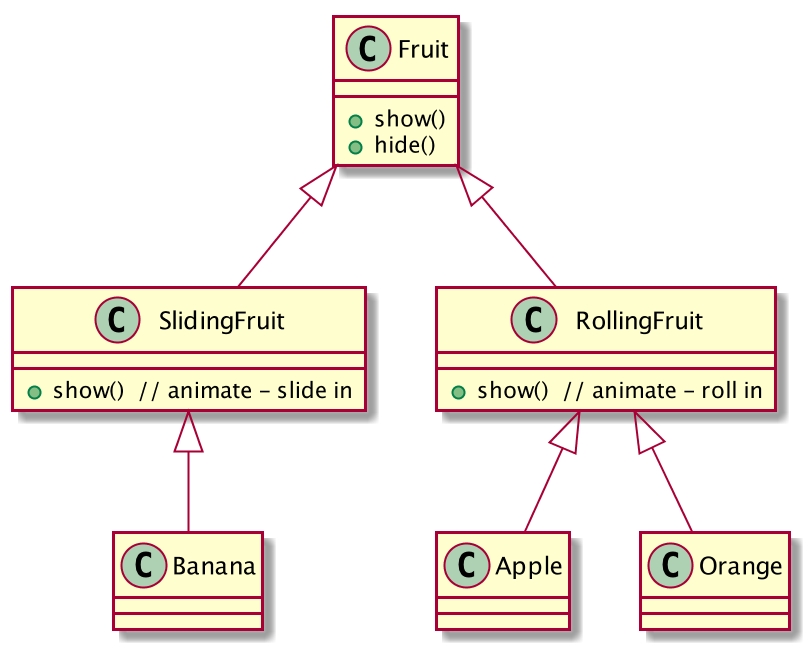 C Fruit
show()
hide()
C SlidingFruit
show() // animate – slide in
C RollingFruit
show() // animate – roll in
C Banana
C Apple
C Orange